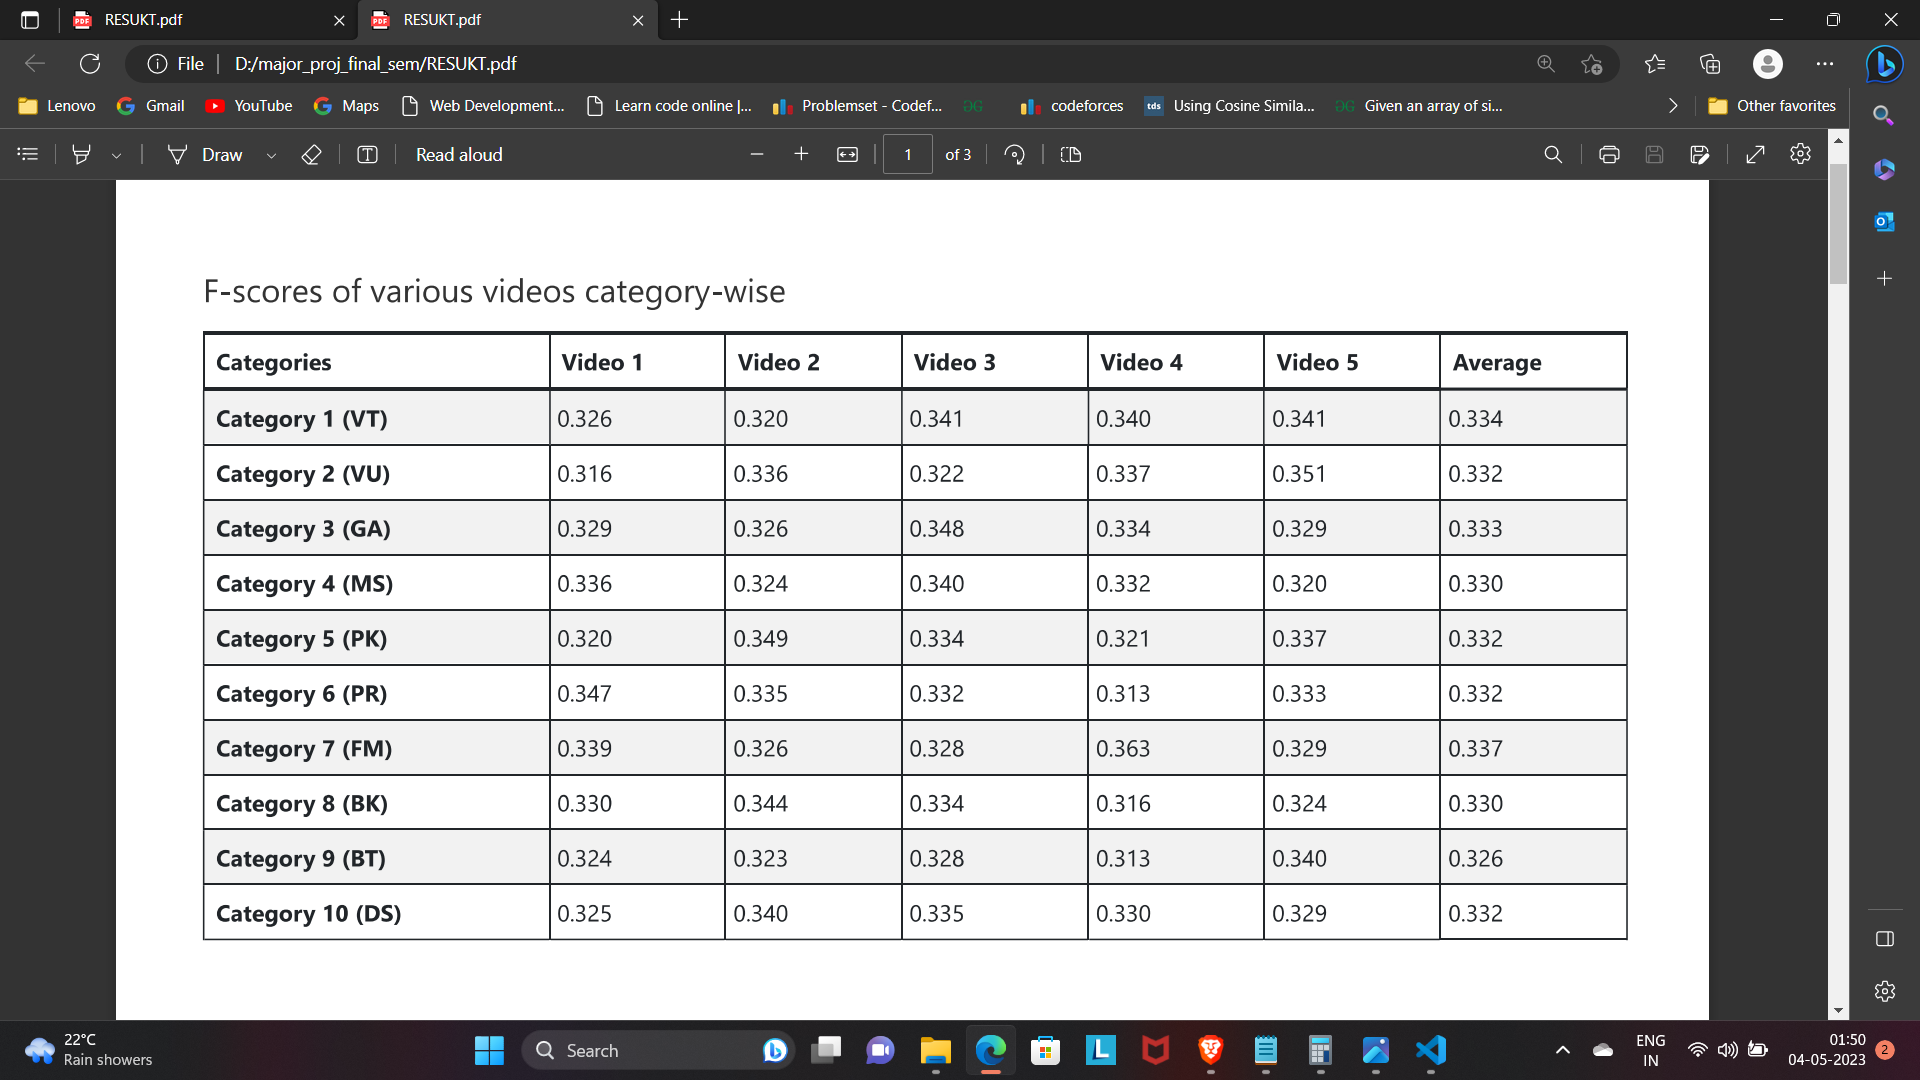 RESUKT.pdf
RESUKT.pdf
File D:/major_proj_final_sem/RESUKT.pdf
Lenovo Gmail YouTube Maps Web Development... Learn code online |... Problemset - Codef... codeforces tds Using Cosine Simila... Given an array of si... Other favorites
Draw Read aloud 1 of 3
F-scores of various videos category-wise
Categories Video 1 Video 2 Video 3 Video 4 Video 5 Average
Category 1 (VT) 0.326 0.320 0.341 0.340 0.341 0.334
Category 2 (VU) 0.316 0.336 0.322 0.337 0.351 0.332
Category 3 (GA) 0.329 0.326 0.348 0.334 0.329 0.333
Category 4 (MS) 0.336 0.324 0.340 0.332 0.320 0.330
Category 5 (PK) 0.320 0.349 0.334 0.321 0.337 0.332
Category 6 (PR) 0.347 0.335 0.332 0.313 0.333 0.332
Category 7 (FM) 0.339 0.326 0.328 0.363 0.329 0.337
Category 8 (BK) 0.330 0.344 0.334 0.316 0.324 0.330
Category 9 (BT) 0.324 0.323 0.328 0.313 0.340 0.326
Category 10 (DS) 0.325 0.340 0.335 0.330 0.329 0.332
22°C
Rain showers
Search
ENG
IN
01:50
04-05-2023
2